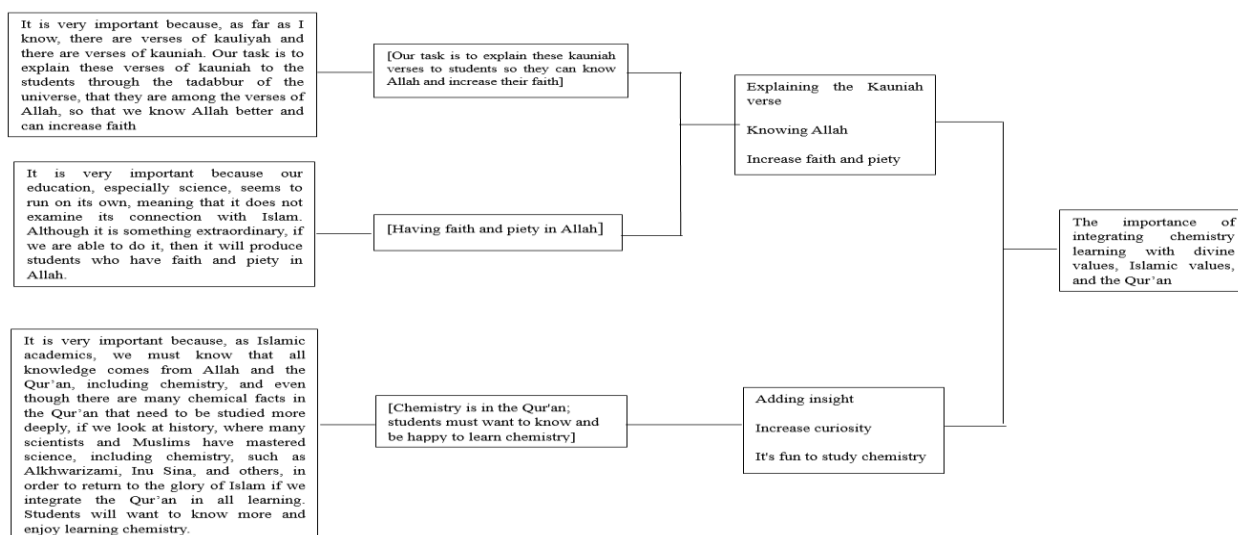 It is very important because, as far as I
know, there are verses of kauliyah and
there are verses of kauniah. Our task is to
explain these verses of kauniah to the
students through the tadabbur of the
universe, that they are among the verses of
Allah, so that we know Allah better and
can increase faith
[Our task is to explain these kauniah
verses to students so they can know
Allah and increase their faith]
Explaining the Kauniah
verse
Knowing Allah
Increase faith and piety
It is very important because our
education, especially science, seems to
run on its own, meaning that it does not
examine its connection with Islam.
Although it is something extraordinary, if
we are able to do it, then it will produce
students who have faith and piety in
Allah.
[Having faith and piety in Allah]
The importance of
integrating chemistry
learning with divine
values, Islamic values,
and the Qur'an
It is very important because, as Islamic
academics, we must know that all
knowledge comes from Allah and the
Qur'an, including chemistry, and even
though there are many chemical facts in
the Qur'an that need to be studied more
deeply, if we look at history, where many
scientists and Muslims have mastered
science, including chemistry, such as
Alkhwarizami, Inu Sina, and others, in
order to return to the glory of Islam if we
integrate the Qur'an in all learning.
Students will want to know more and
enjoy learning chemistry.
[Chemistry is in the Qur'an;
students must want to know and
be happy to learn chemistry]
Adding insight
Increase curiosity
It's fun to study chemistry